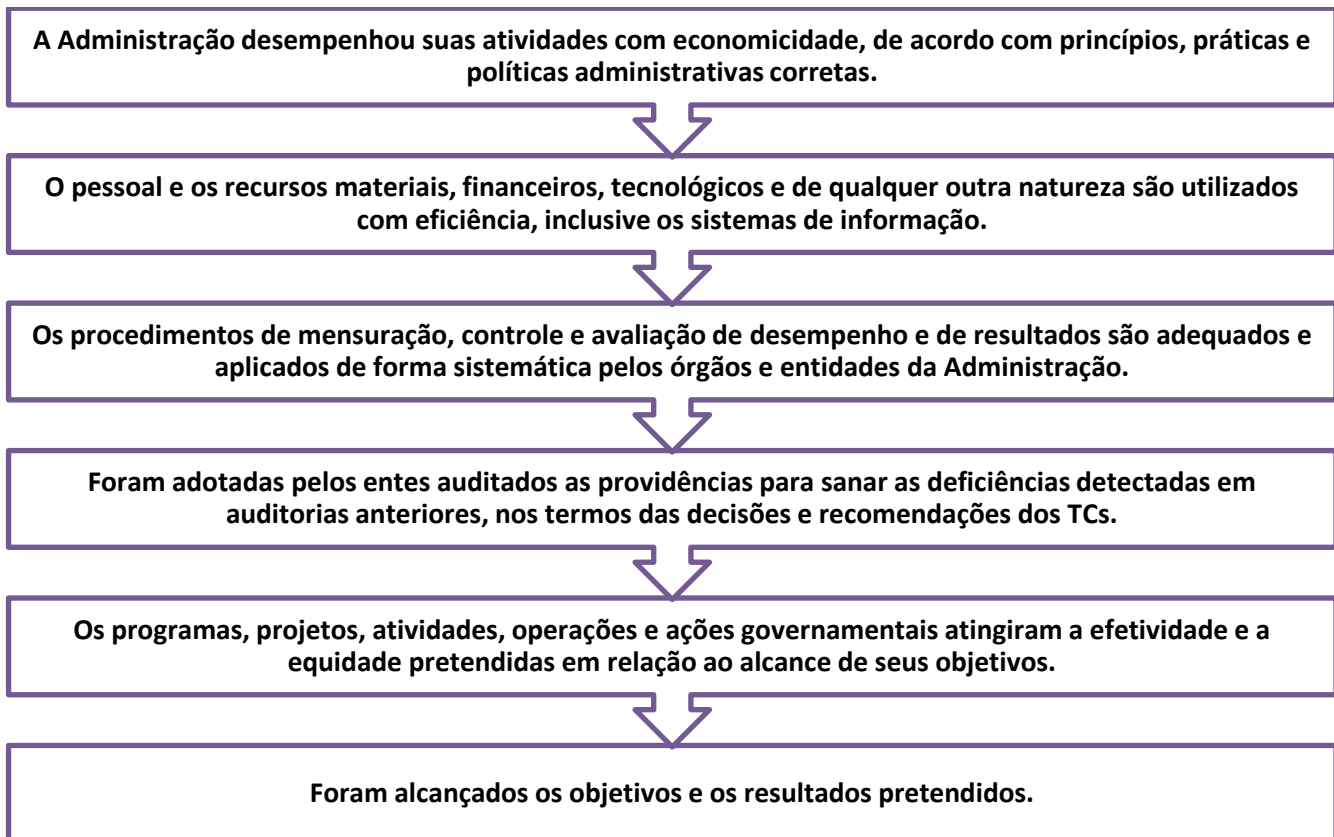 A Administração desempenhou suas atividades com economicidade, de acordo com princípios, práticas e
políticas administrativas corretas.
O pessoal e os recursos materiais, financeiros, tecnológicos e de qualquer outra natureza são utilizados
com eficiência, inclusive os sistemas de informação.
Os procedimentos de mensuração, controle e avaliação de desempenho e de resultados são adequados e
aplicados de forma sistemática pelos órgãos e entidades da Administração.
Foram adotadas pelos entes auditados as providências para sanar as deficiências detectadas em
auditorias anteriores, nos termos das decisões e recomendações dos TCs.
Os programas, projetos, atividades, operações e ações governamentais atingiram a efetividade e a
equidade pretendidas em relação ao alcance de seus objetivos.
Foram alcançados os objetivos e os resultados pretendidos.